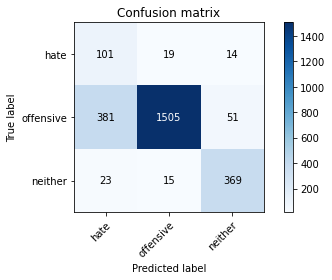 Confusion matrix
1400
hate 101 19 14
1200
1000
True label
offensive 381 1505 51
800
600
neither 23 15 369
400
200
hate offensive neither
Predicted label